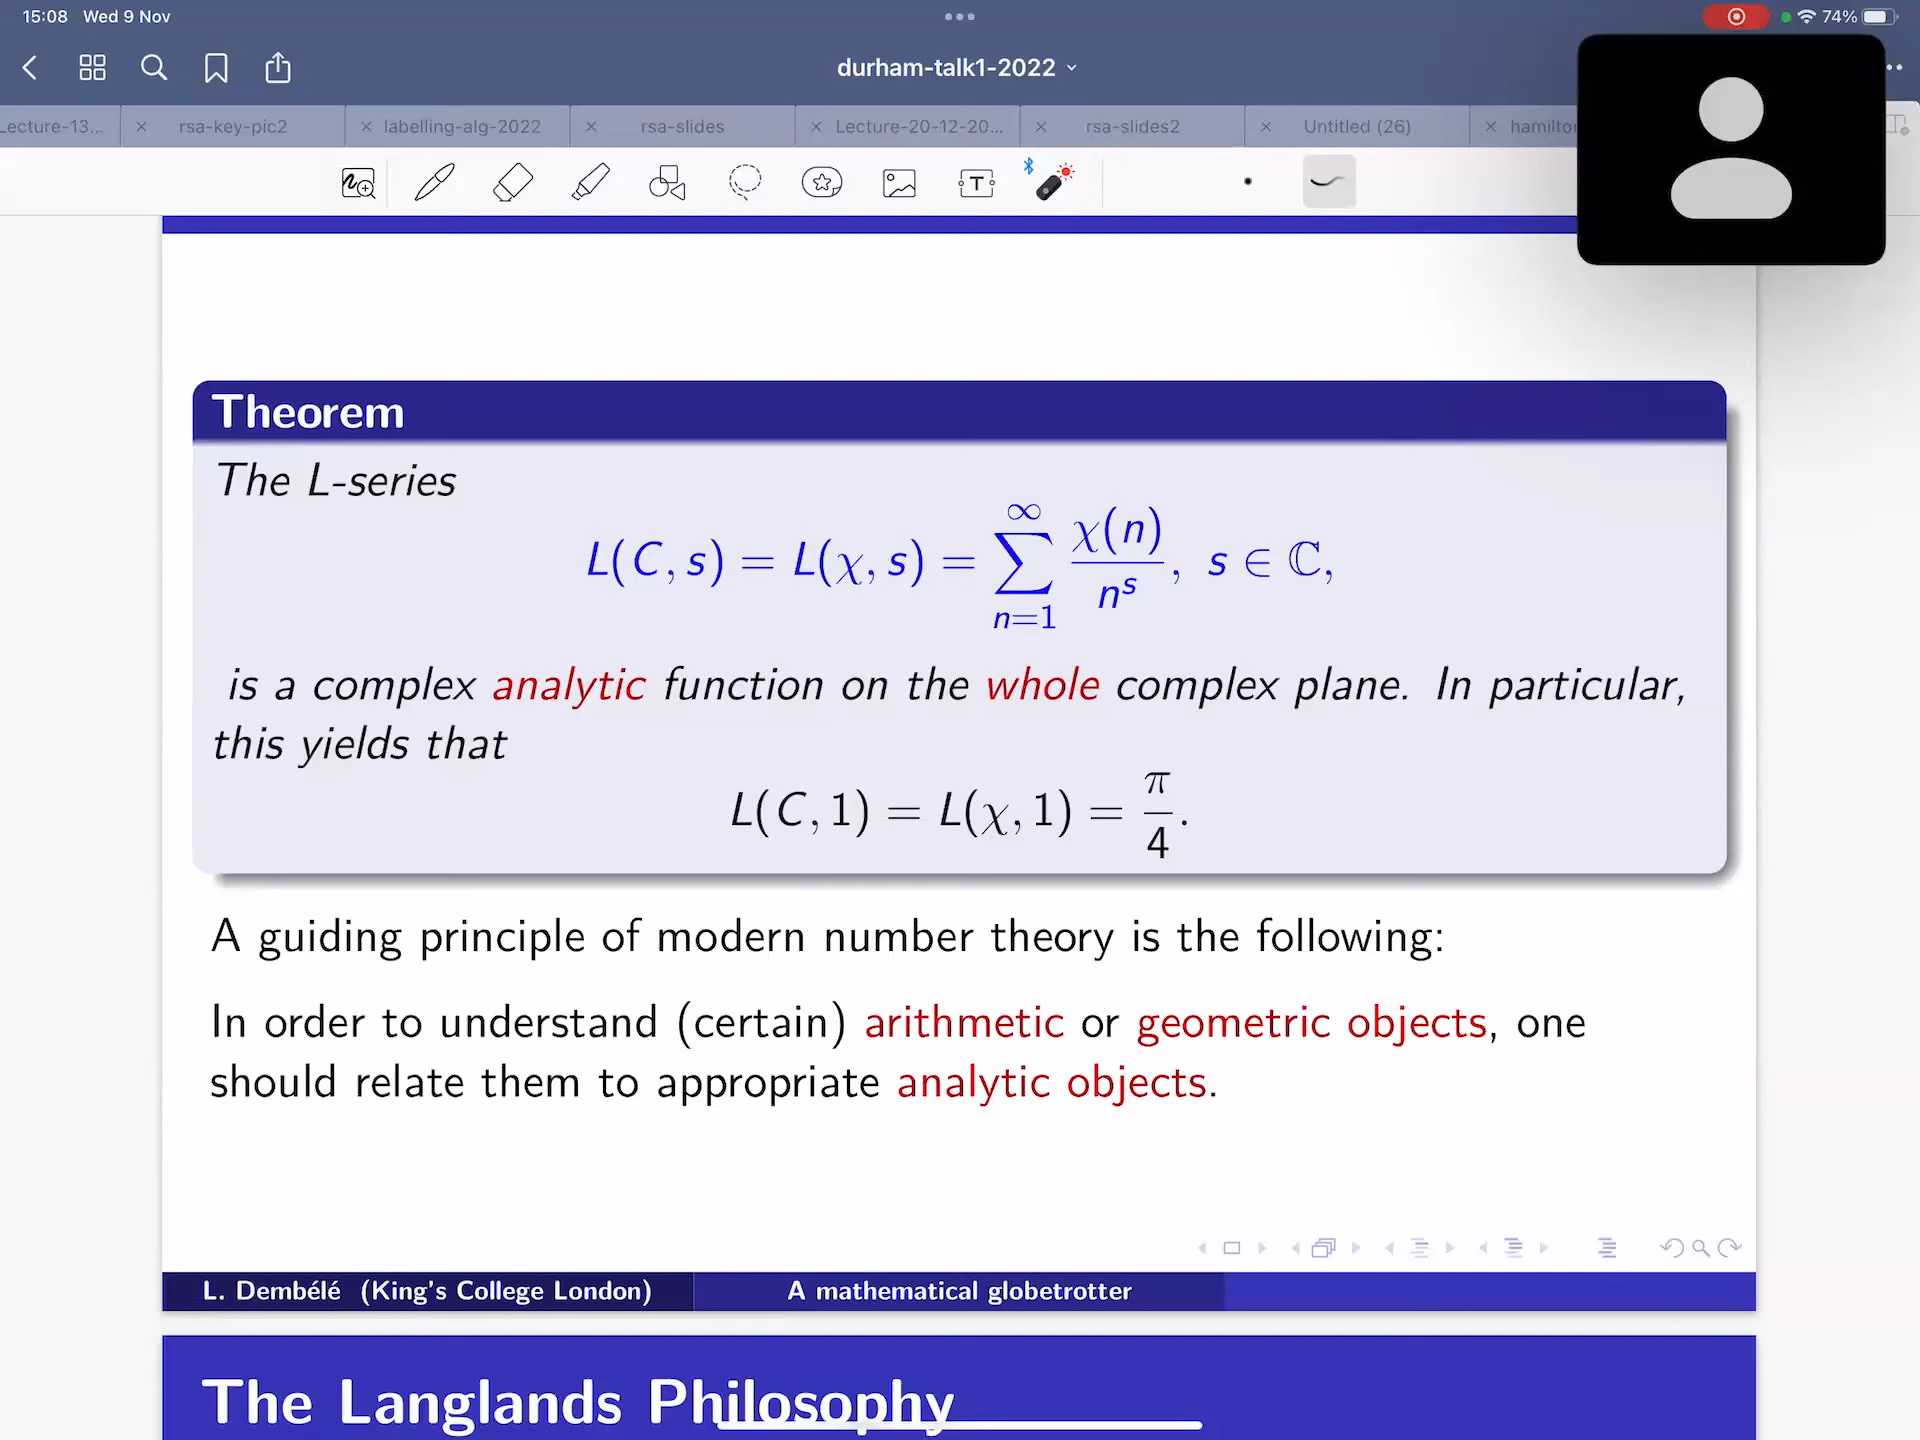 15:08 Wed 9 Nov
74%
durham-talk1-2022
Lecture-13... rsa-key-pic2 labelling-alg-2022 rsa-slides Lecture-20-12-20... rsa-slides2 Untitled (26)
T
Theorem
The L-series
L(C, s) = L(χ, s) = ∑_{n=1}^{∞} χ(n)/n^s, s ∈ ℂ,
is a complex analytic function on the whole complex plane. In particular,
this yields that
L(C, 1) = L(χ, 1) = π/4.
A guiding principle of modern number theory is the following:
In order to understand (certain) arithmetic or geometric objects, one
should relate them to appropriate analytic objects.
L. Dembélé (King's College London) A mathematical globetrotter
The Langlands Philosophy